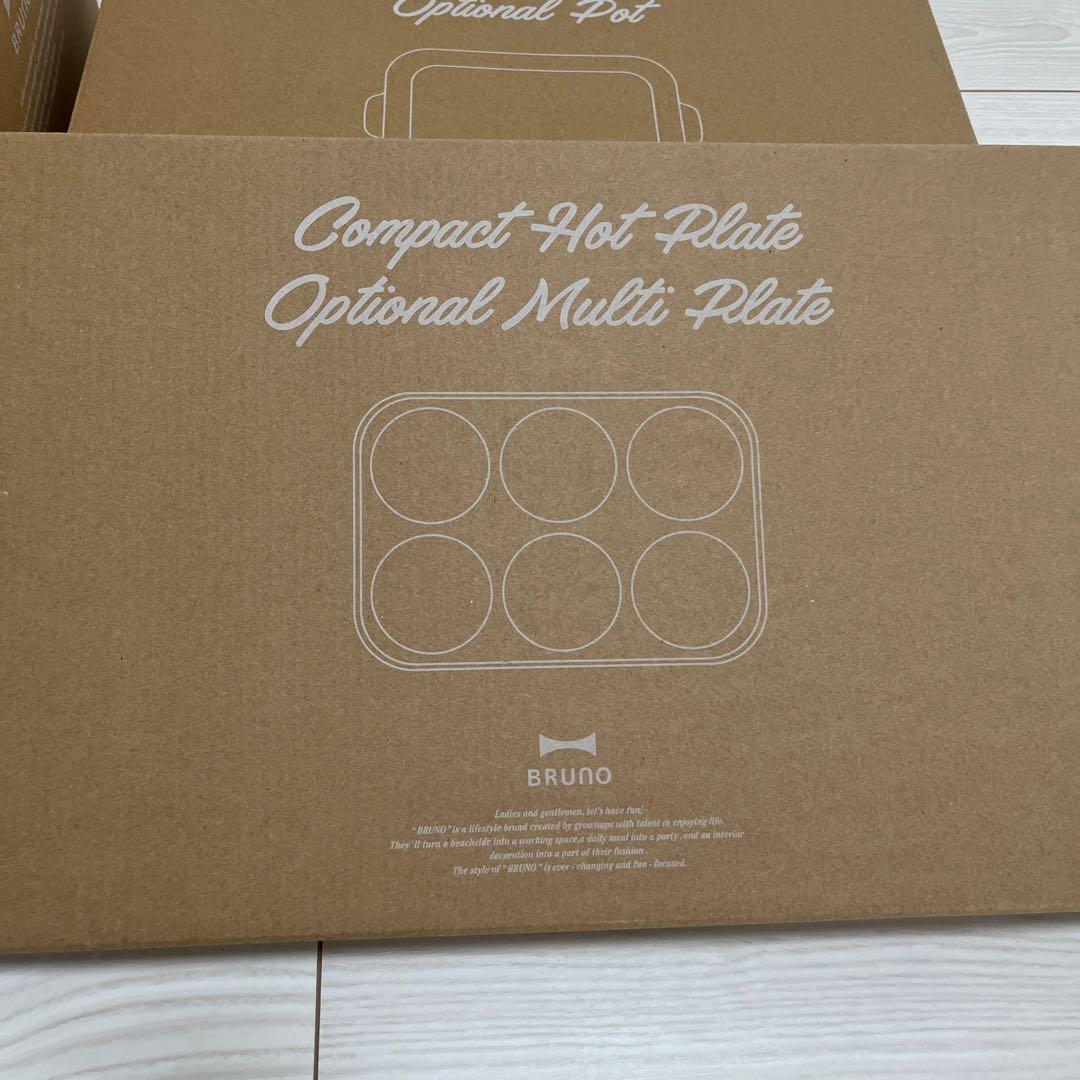 BRUNO
Optional Pot
Compact Hot Plate
Optional Multi Plate
BRUNO
Ladies and gentlemen, let's have fun!
"BRUNO" is a lifestyle brand created by grownups with talent in enjoying life.
They'll turn a beachside into a working space,a daily meal into a party, and an interior
decoration into a part of their fashion.
The style of "BRUNO" is ever - changing and fun - focused.